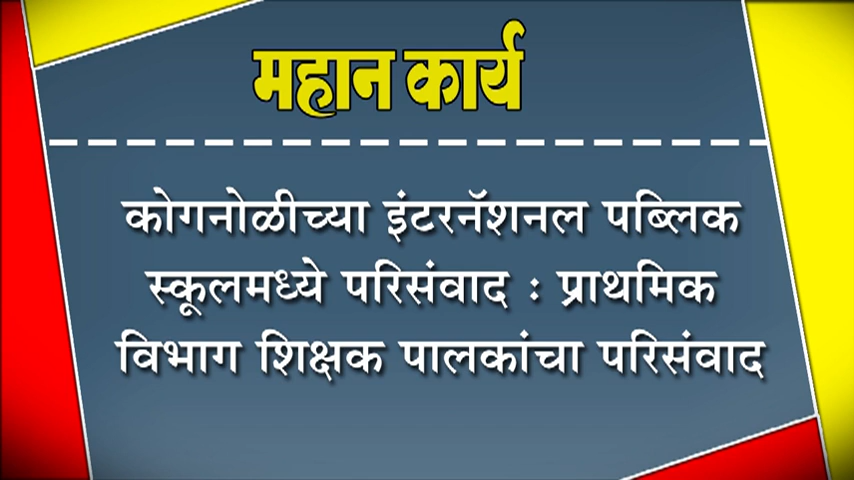 महान कार्य
कोगनोळीच्या इंटरनॅशनल पब्लिक
स्कूलमध्ये परिसंवाद : प्राथमिक
विभाग शिक्षक पालकांचा परिसंवाद